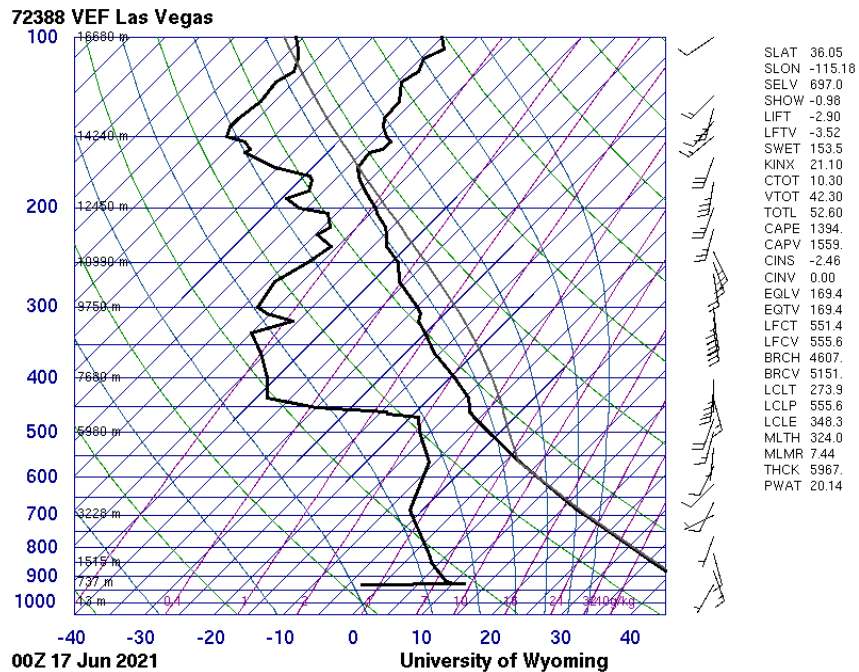 72388 VEF Las Vegas
100
16680 m
14240 m
200
12450 m
10990 m
300
9750 m
400
7680 m
500
5980 m
600
700
3228 m
800
1515 m
900
737 m
1000
13 m
0.4
1
2
4
7
10
16
24
32
40g/kg
-40
-30
-20
-10
0
10
20
30
40
00Z 17 Jun 2021
University of Wyoming
SLAT 36.05
SLON -115.18
SELV 697.0
SHOW -0.98
LIFT -2.90
LFTV -3.52
SWET 153.5
KINX 21.10
CTOT 10.30
VTOT 42.30
TOTL 52.60
CAPE 1394.
CAPV 1559.
CINS -2.46
CINV 0.00
EQLV 169.4
EQTV 169.4
LFCT 551.4
LFCV 555.6
BRCH 4607.
BRCV 5151.
LCLT 273.9
LCLP 555.6
LCLE 348.3
MLTH 324.0
MLMR 7.44
THCK 5967.
PWAT 20.14